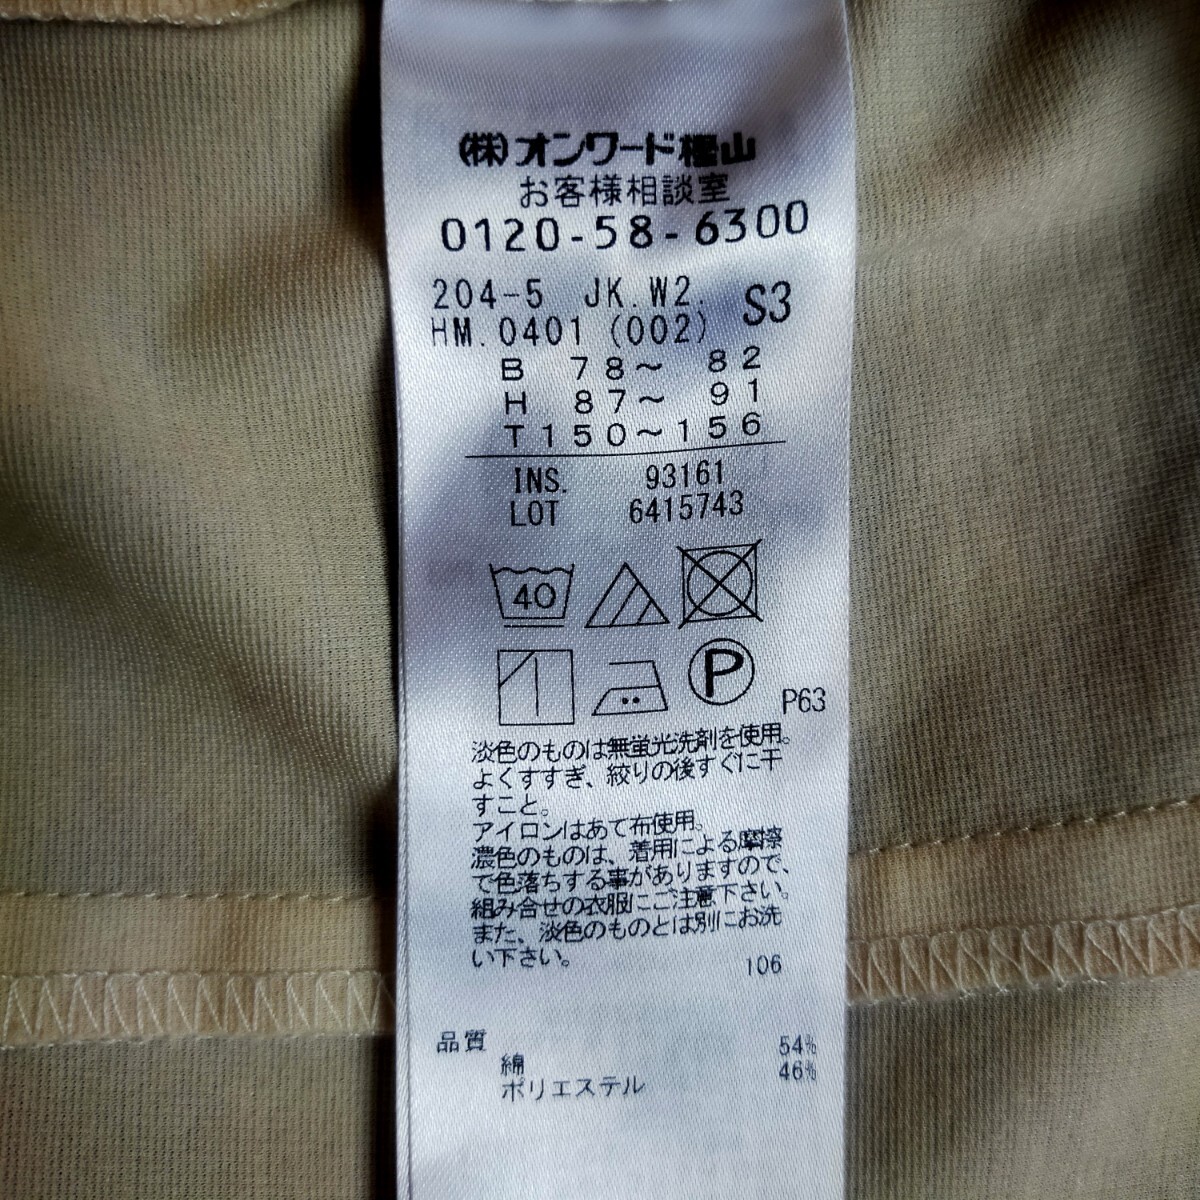 (株)オンワード樫山
お客様相談室
0120-58-6300
204-5 JK.W2. S3
HM.0401 (002)
B 78～ 82
H 87～ 91
T150～156
INS. 93161
LOT 6415743
40
P
P63
淡色のものは無蛍光洗剤を使用。
よくすすぎ、絞りの後すぐに干
すこと。
アイロンはあて布使用。
濃色のものは、着用による摩擦
で色落ちする事がありますので、
組み合せの衣服にご注意下さい。
また、淡色のものとは別にお洗
い下さい。
106
品質
綿 54%
ポリエステル 46%